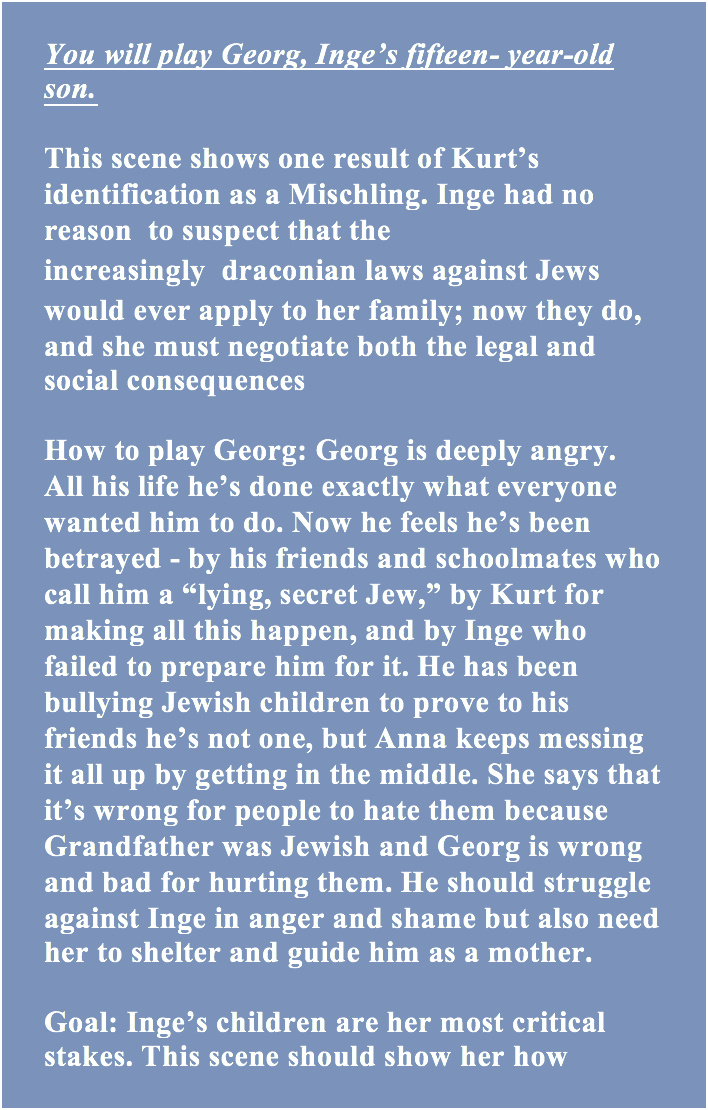 You will play Georg, Inge’s fifteen- year-old
son.
This scene shows one result of Kurt’s
identification as a Mischling. Inge had no
reason  to suspect that the
increasingly  draconian laws against Jews
would ever apply to her family; now they do,
and she must negotiate both the legal and
social consequences
How to play Georg: Georg is deeply angry.
All his life he’s done exactly what everyone
wanted him to do. Now he feels he’s been
betrayed - by his friends and schoolmates who
call him a “lying, secret Jew,” by Kurt for
making all this happen, and by Inge who
failed to prepare him for it. He has been
bullying Jewish children to prove to his
friends he’s not one, but Anna keeps messing
it all up by getting in the middle. She says that
it’s wrong for people to hate them because
Grandfather was Jewish and Georg is wrong
and bad for hurting them. He should struggle
against Inge in anger and shame but also need
her to shelter and guide him as a mother.
Goal: Inge’s children are her most critical
stakes. This scene should show her how